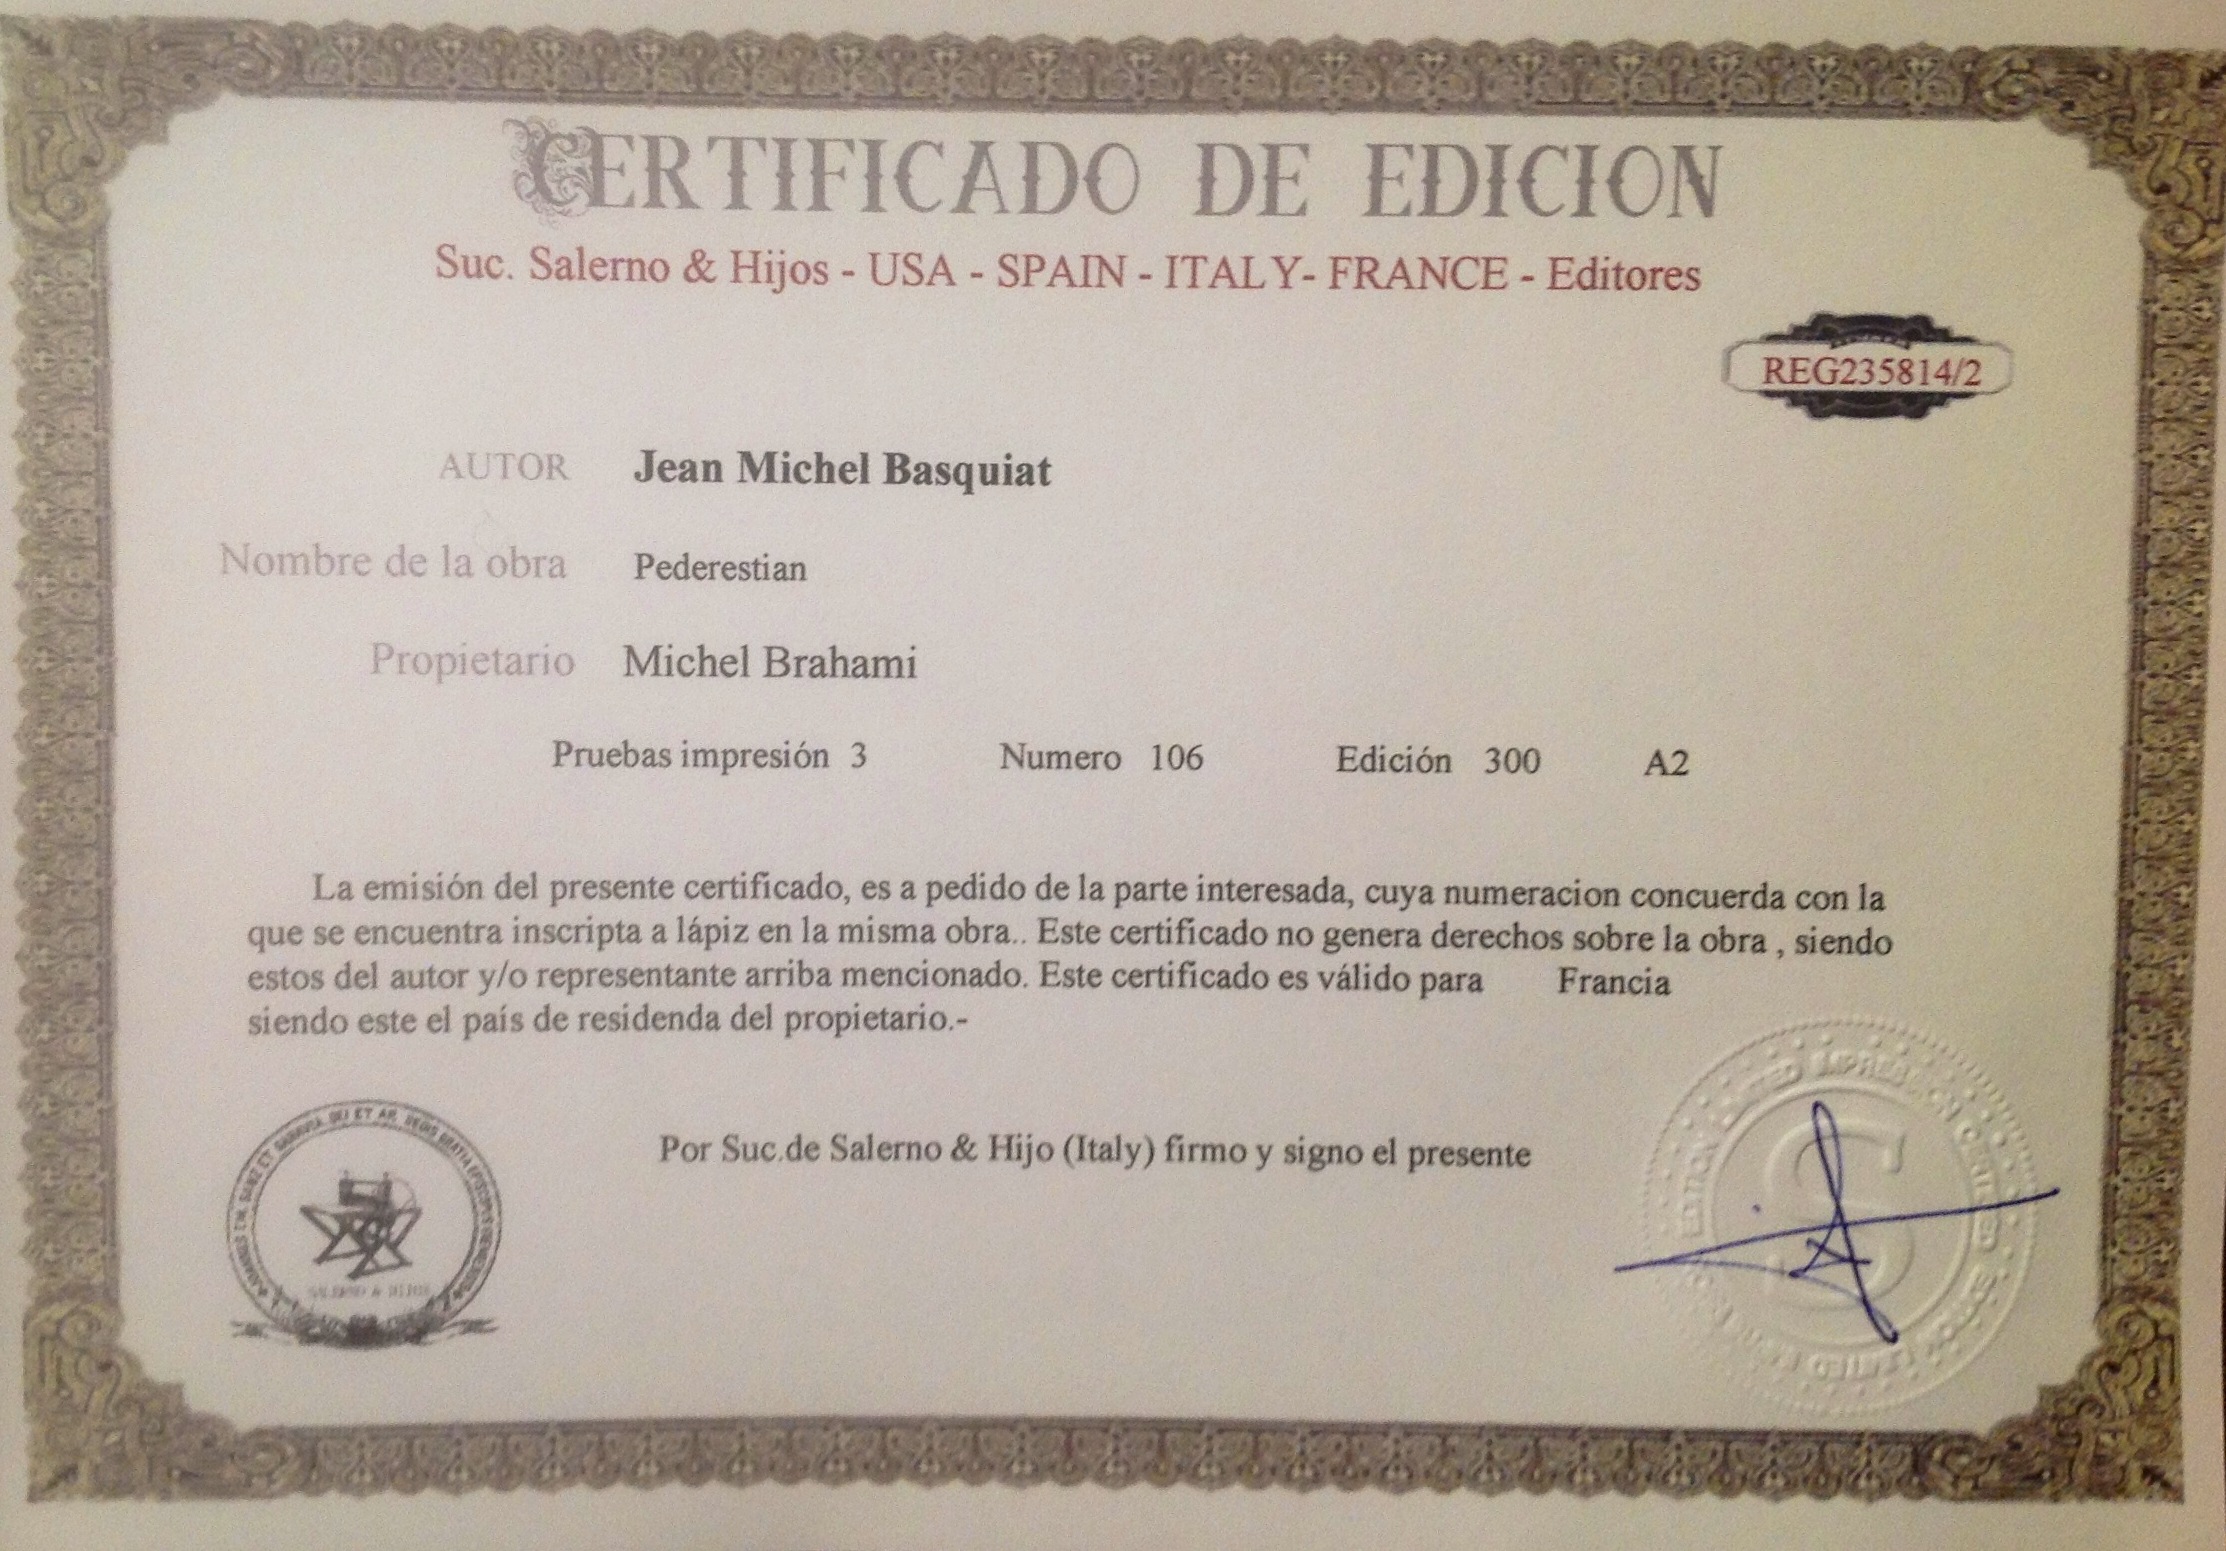 CERTIFICADO DE EDICION
Suc. Salerno & Hijos - USA - SPAIN - ITALY- FRANCE - Editores
REG235814/2
AUTOR Jean Michel Basquiat
Nombre de la obra Pederestian
Propietario Michel Brahami
Pruebas impresión 3 Numero 106 Edición 300 A2
La emisión del presente certificado, es a pedido de la parte interesada, cuya numeracion concuerda con la
que se encuentra inscripta a lápiz en la misma obra.. Este certificado no genera derechos sobre la obra , siendo
estos del autor y/o representante arriba mencionado. Este certificado es válido para Francia
siendo este el país de residenda del propietario.-
Por Suc.de Salerno & Hijo (Italy) firmo y signo el presente
SALERNO & HIJOS
S